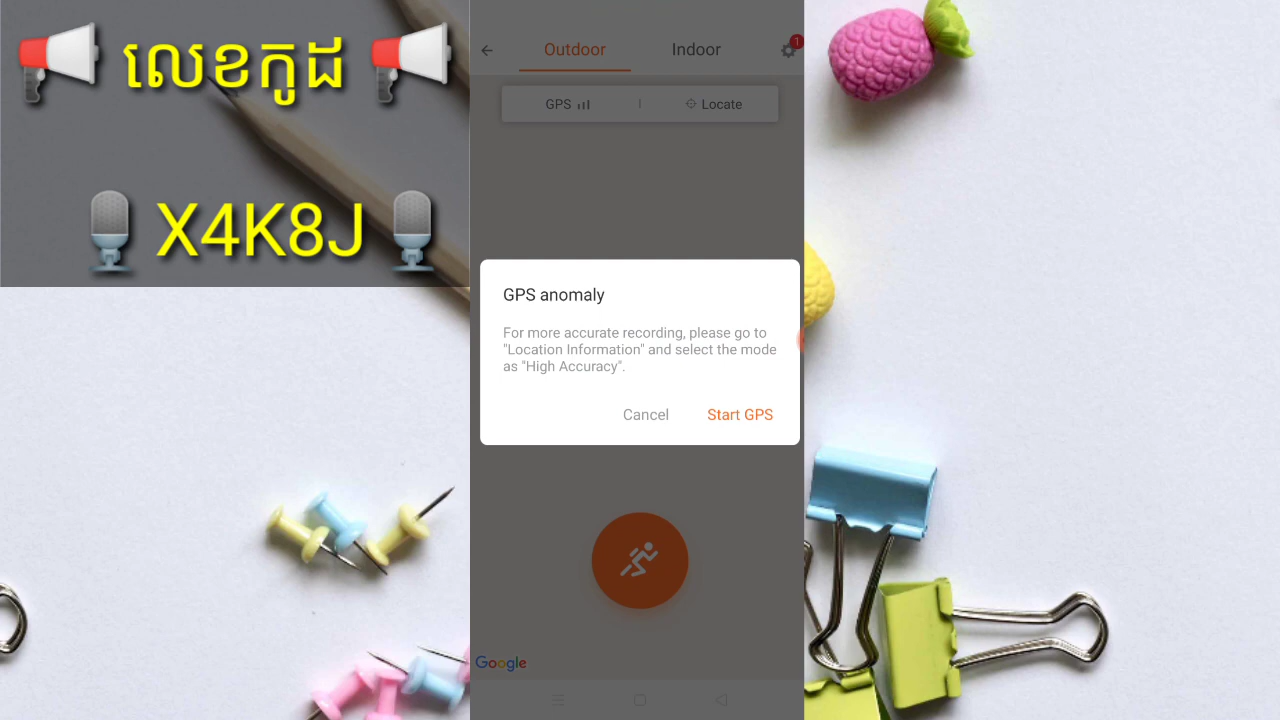 លេខកូដ
X4K8J
Outdoor
Indoor
1
GPS
Locate
GPS anomaly
For more accurate recording, please go to
"Location Information" and select the mode
as "High Accuracy".
Cancel
Start GPS
Google